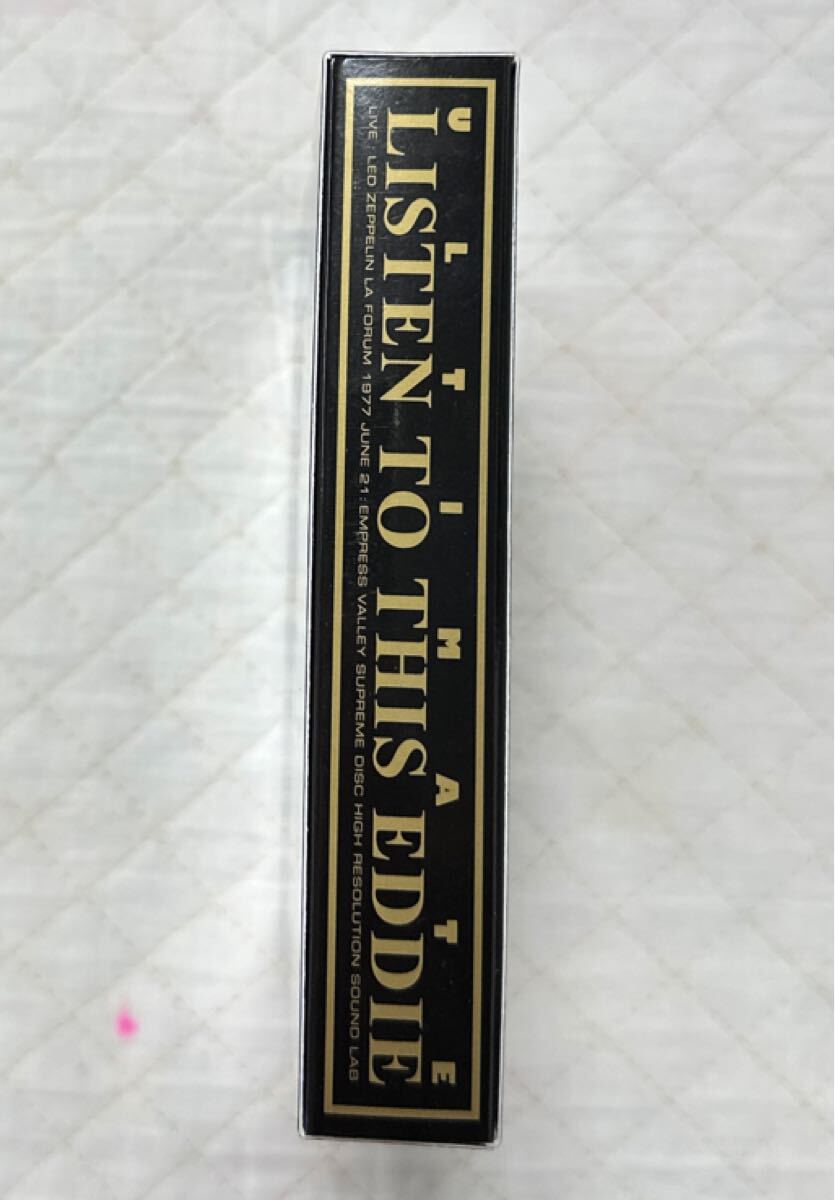 ULTIMATE
LISTEN TO THIS EDDIE
LIVE : LED ZEPPELIN LA FORUM 1977 JUNE 21 : EMPRESS VALLEY SUPREME DISC HIGH RESOLUTION SOUND LAB